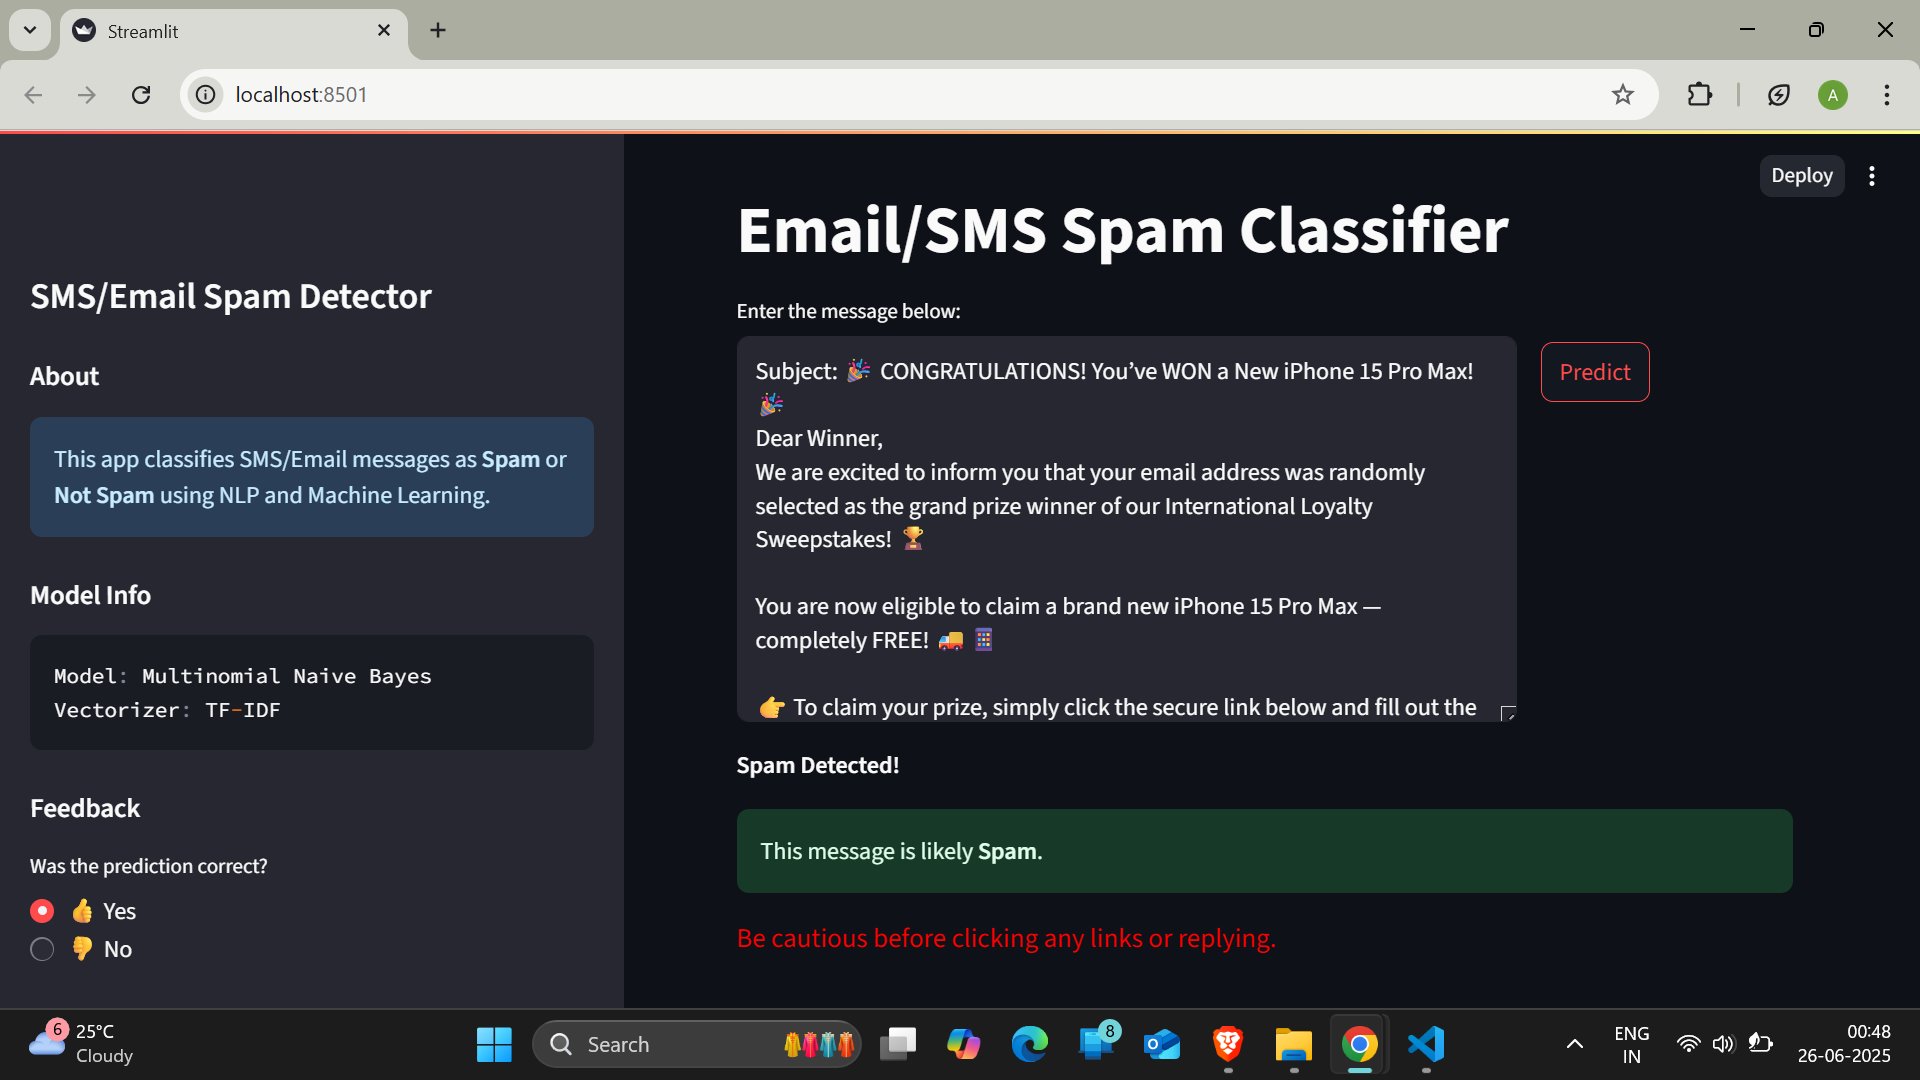 Streamlit
localhost:8501
A
Deploy
SMS/Email Spam Detector
About
This app classifies SMS/Email messages as Spam or
Not Spam using NLP and Machine Learning.
Model Info
Model: Multinomial Naive Bayes
Vectorizer: TF-IDF
Feedback
Was the prediction correct?
👍 Yes
👎 No
Email/SMS Spam Classifier
Enter the message below:
Subject: 🎉 CONGRATULATIONS! You’ve WON a New iPhone 15 Pro Max!
🎉
Dear Winner,
We are excited to inform you that your email address was randomly
selected as the grand prize winner of our International Loyalty
Sweepstakes! 🏆
You are now eligible to claim a brand new iPhone 15 Pro Max —
completely FREE! 🚚 📱
👉 To claim your prize, simply click the secure link below and fill out the
Predict
Spam Detected!
This message is likely Spam.
Be cautious before clicking any links or replying.
6
25°C
Cloudy
Search
8
ENG
IN
00:48
26-06-2025